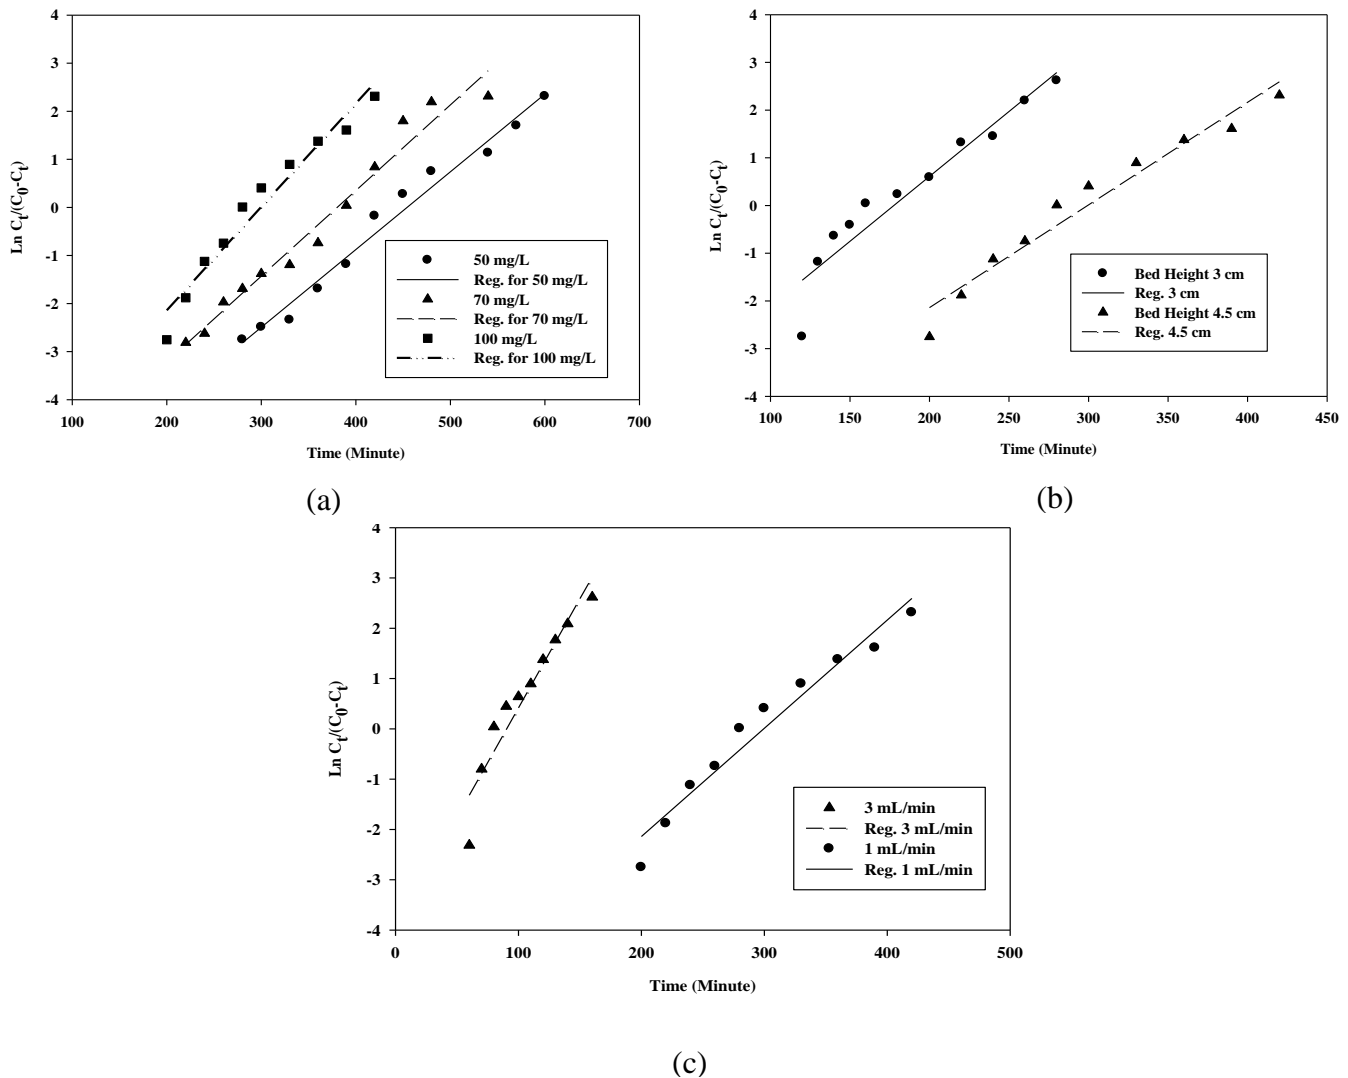 4
3
2
1
0
-1
-2
-3
-4
Ln Ct/(C0-Ct)
50 mg/L
Reg. for 50 mg/L
70 mg/L
Reg. for 70 mg/L
100 mg/L
Reg. for 100 mg/L
100 200 300 400 500 600 700
Time (Minute)
(a)
4
3
2
1
0
-1
-2
-3
-4
Ln Ct/(C0-Ct)
Bed Height 3 cm
Reg. 3 cm
Bed Height 4.5 cm
Reg. 4.5 cm
100 150 200 250 300 350 400 450
Time (Minute)
(b)
4
3
2
1
0
-1
-2
-3
-4
Ln Ct/(C0-Ct)
3 mL/min
Reg. 3 mL/min
1 mL/min
Reg. 1 mL/min
0 100 200 300 400 500
Time (Minute)
(c)